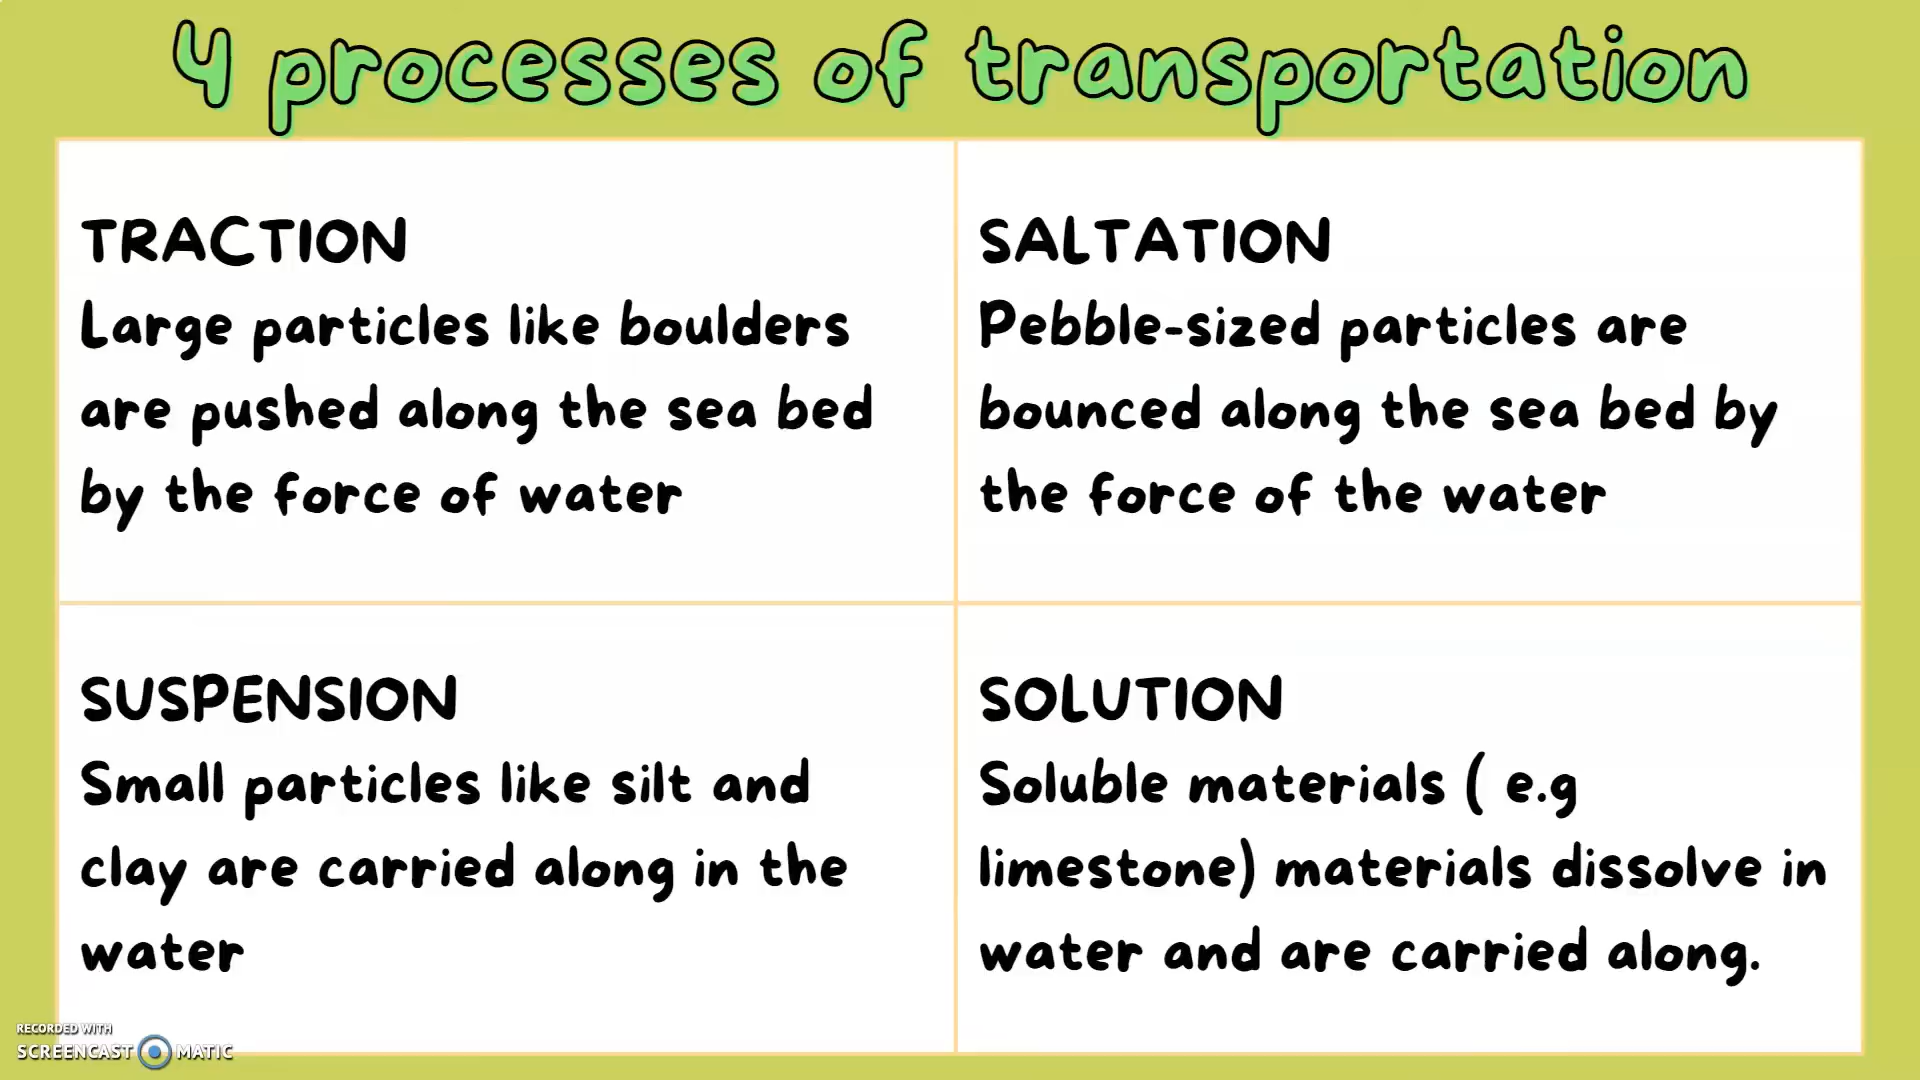 4 processes of transportation
TRACTION
Large particles like boulders
are pushed along the sea bed
by the force of water
SALTATION
Pebble-sized particles are
bounced along the sea bed by
the force of the water
SUSPENSION
Small particles like silt and
clay are carried along in the
water
SOLUTION
Soluble materials ( e.g
limestone) materials dissolve in
water and are carried along.
RECORDED WITH
SCREENCAST MATIC